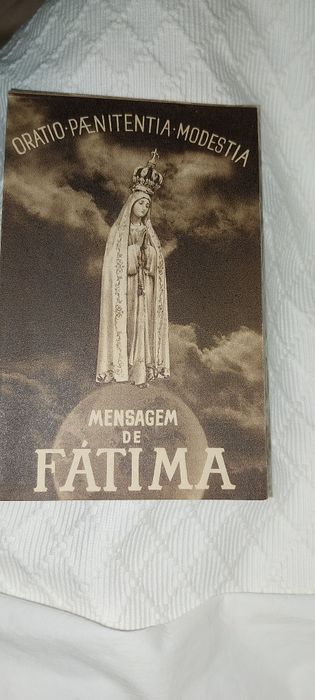 ORATIO·PÆNITENTIA·MODESTIA
MENSAGEM
DE
FÁTIMA